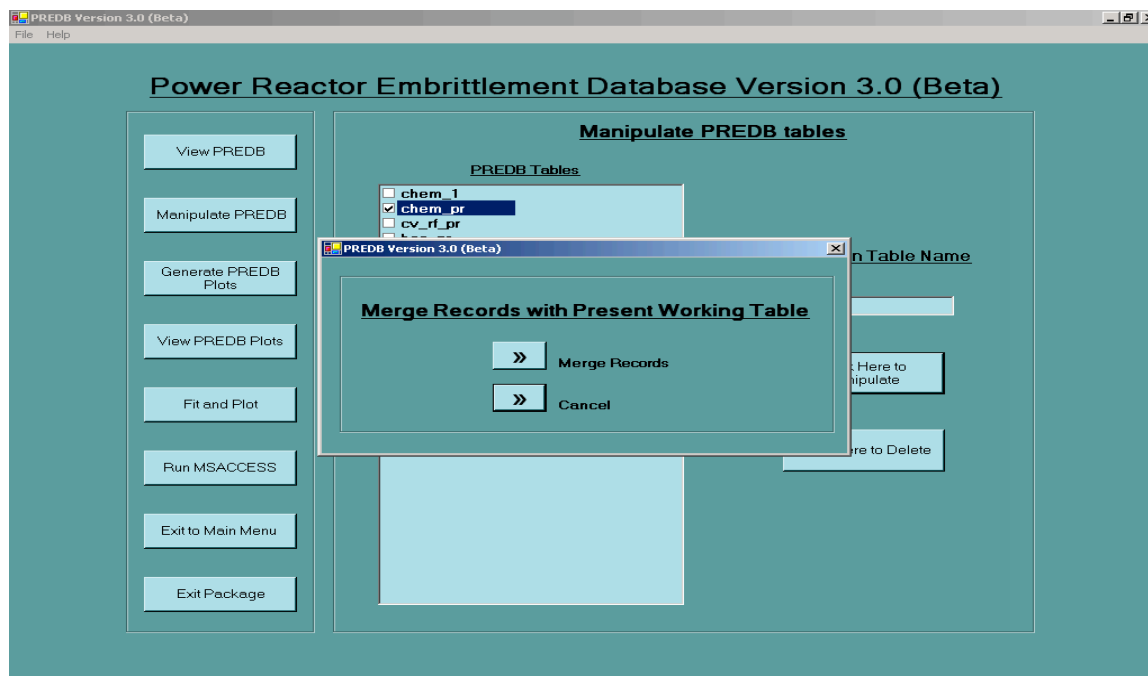 PREDB Version 3.0 (Beta)
File Help
Power Reactor Embrittlement Database Version 3.0 (Beta)
View PREDB
Manipulate PREDB
Generate PREDB
Plots
View PREDB Plots
Fit and Plot
Run MSACCESS
Exit to Main Menu
Exit Package
Manipulate PREDB tables
PREDB Tables
chem_1
chem_pr
cv_rf_pr
n Table Name
Here to
ipulate
re to Delete
PREDB Version 3.0 (Beta)
Merge Records with Present Working Table
» Merge Records
» Cancel